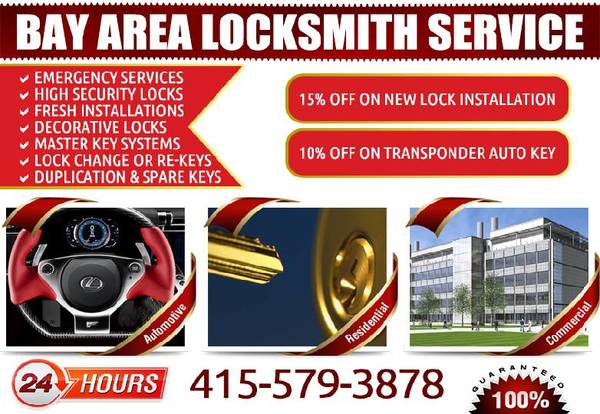 BAY AREA LOCKSMITH SERVICE
EMERGENCY SERVICES
HIGH SECURITY LOCKS
FRESH INSTALLATIONS
DECORATIVE LOCKS
MASTER KEY SYSTEMS
LOCK CHANGE OR RE-KEYS
DUPLICATION & SPARE KEYS
15% OFF ON NEW LOCK INSTALLATION
10% OFF ON TRANSPONDER AUTO KEY
Automotive
Residential
Commercial
24 HOURS
415-579-3878
GUARANTEED
100%